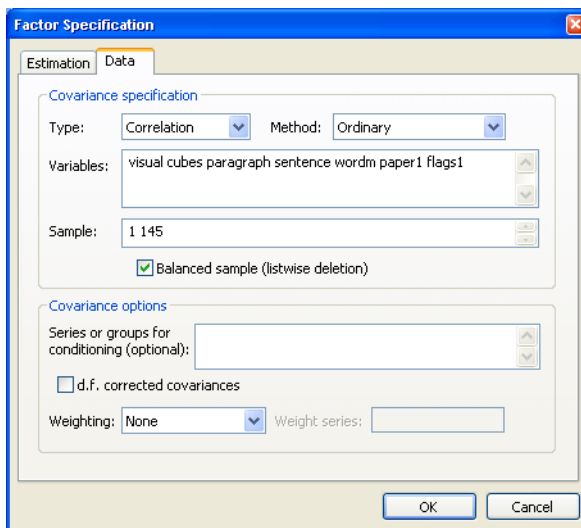 Factor Specification
Estimation Data
Covariance specification
Type: Correlation Method: Ordinary
Variables: visual cubes paragraph sentence wordm paper1 flags1
Sample: 1 145
Balanced sample (listwise deletion)
Covariance options
Series or groups for
conditioning (optional):
d.f. corrected covariances
Weighting: None Weight series:
OK Cancel